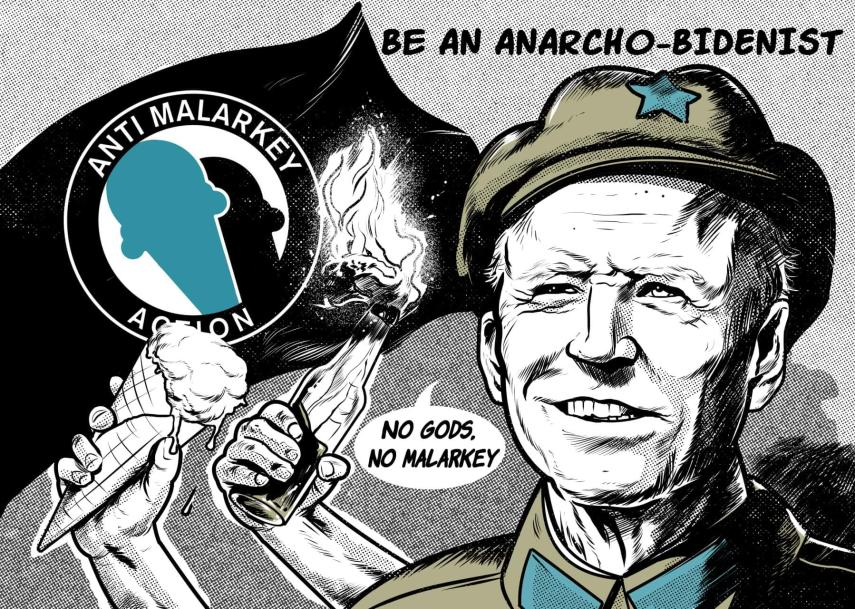 BE AN ANARCHO-BIDENIST
ANTI MALARKEY
ACTION
NO GODS,
NO MALARKEY